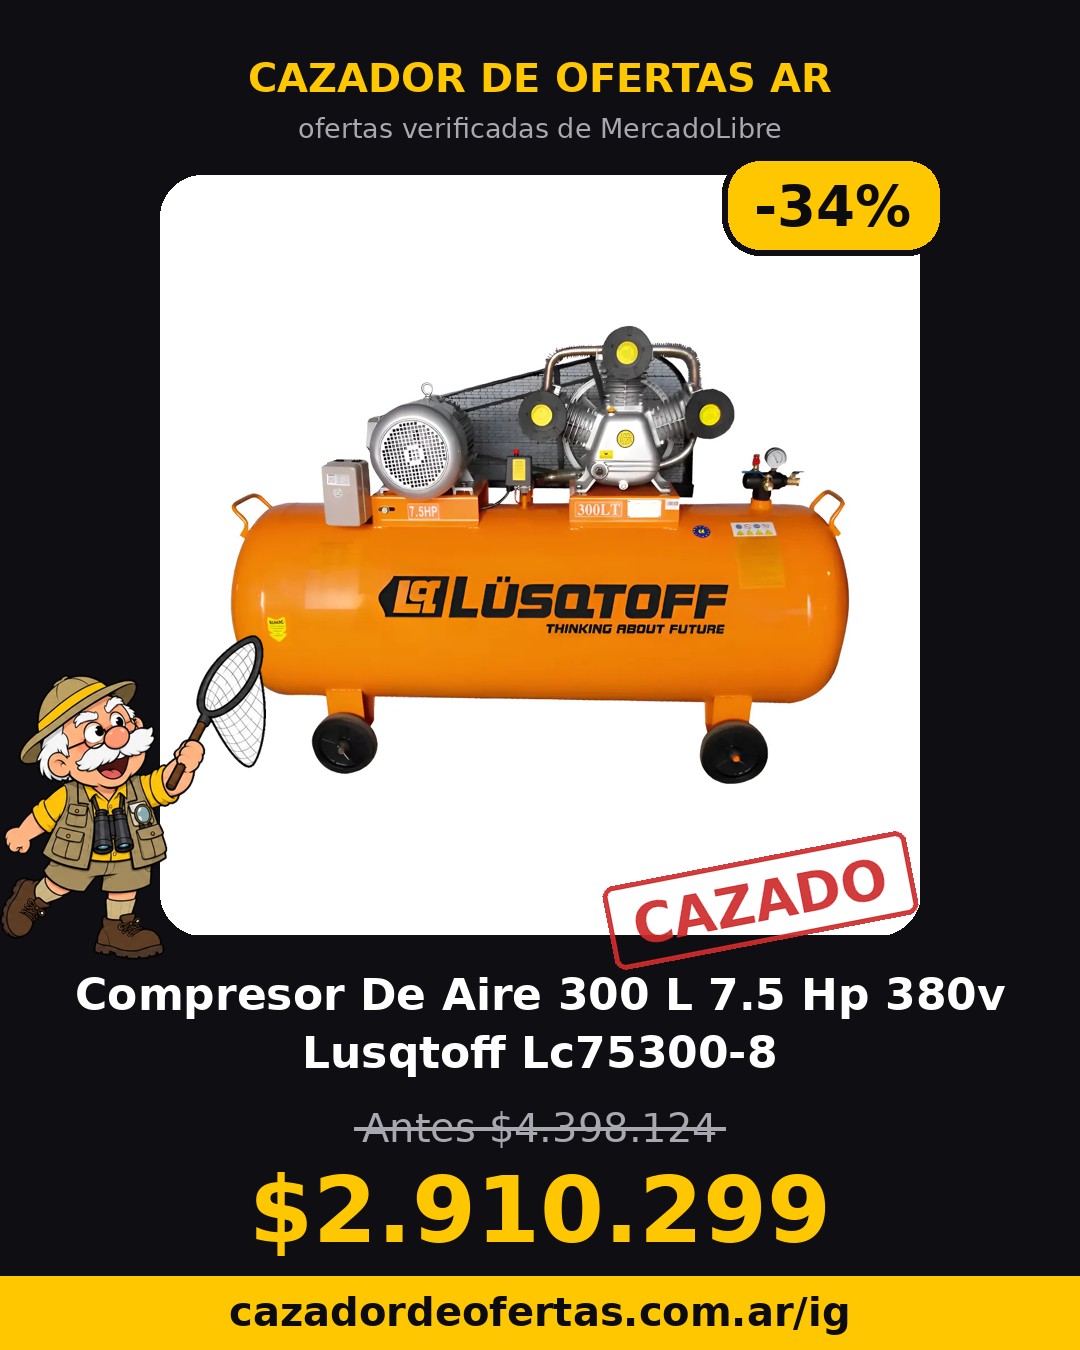 CAZADOR DE OFERTAS AR
ofertas verificadas de MercadoLibre
-34%
7.5HP
300LT
LQT LÜSQTOFF
THINKING ABOUT FUTURE
CAZADO
Compresor De Aire 300 L 7.5 Hp 380v
Lusqtoff Lc75300-8
Antes $4.398.124
$2.910.299
cazadordeofertas.com.ar/ig